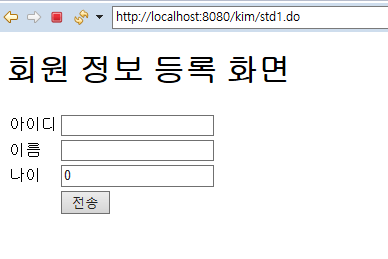 http://localhost:8080/kim/std1.do
회원 정보 등록 화면
아이디
이름
나이 0
전송